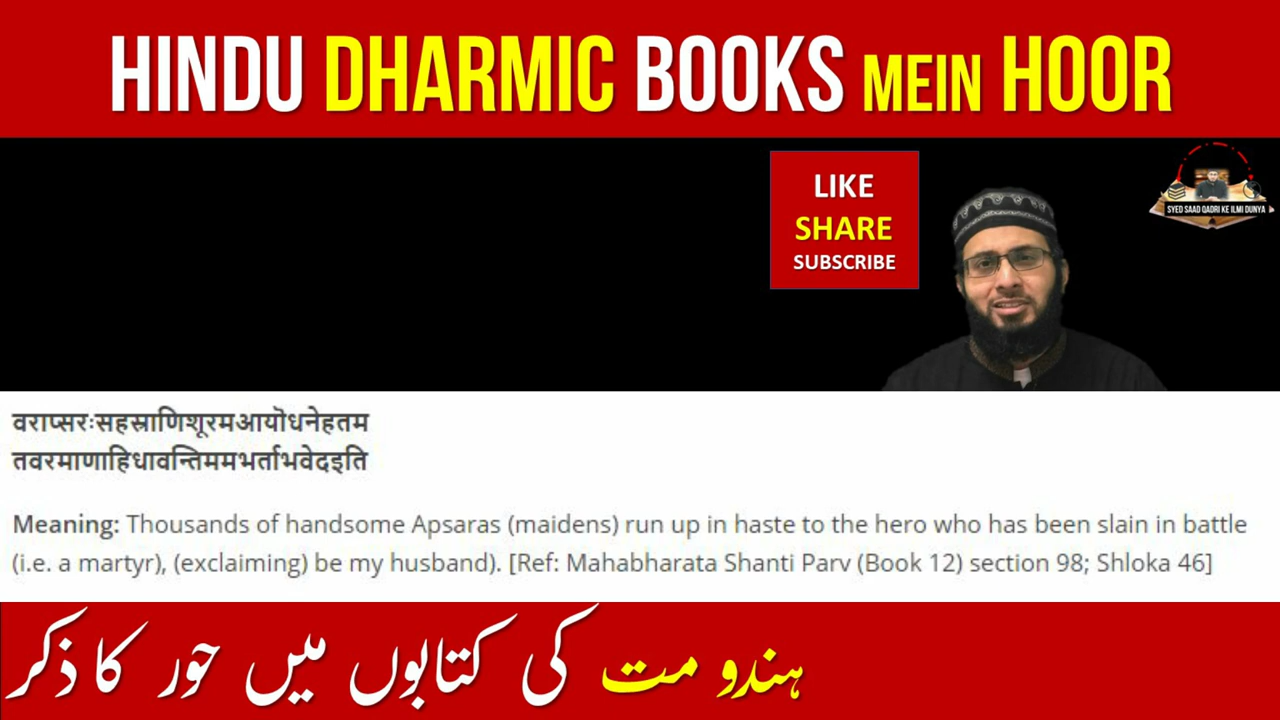 HINDU DHARMIC BOOKS MEIN HOOR
LIKE
SHARE
SUBSCRIBE
SYED SAAD QADRI KE ILMI DUNYA
वराप्सरःसहस्राणिशूरमआयॊधनेहतम
तवरमाणाहिधावन्तिममभर्ताभवेदइति
Meaning: Thousands of handsome Apsaras (maidens) run up in haste to the hero who has been slain in battle
(i.e. a martyr), (exclaiming) be my husband). [Ref: Mahabharata Shanti Parv (Book 12) section 98; Shloka 46]
ہندو مت کی کتابوں میں حور کا ذکر